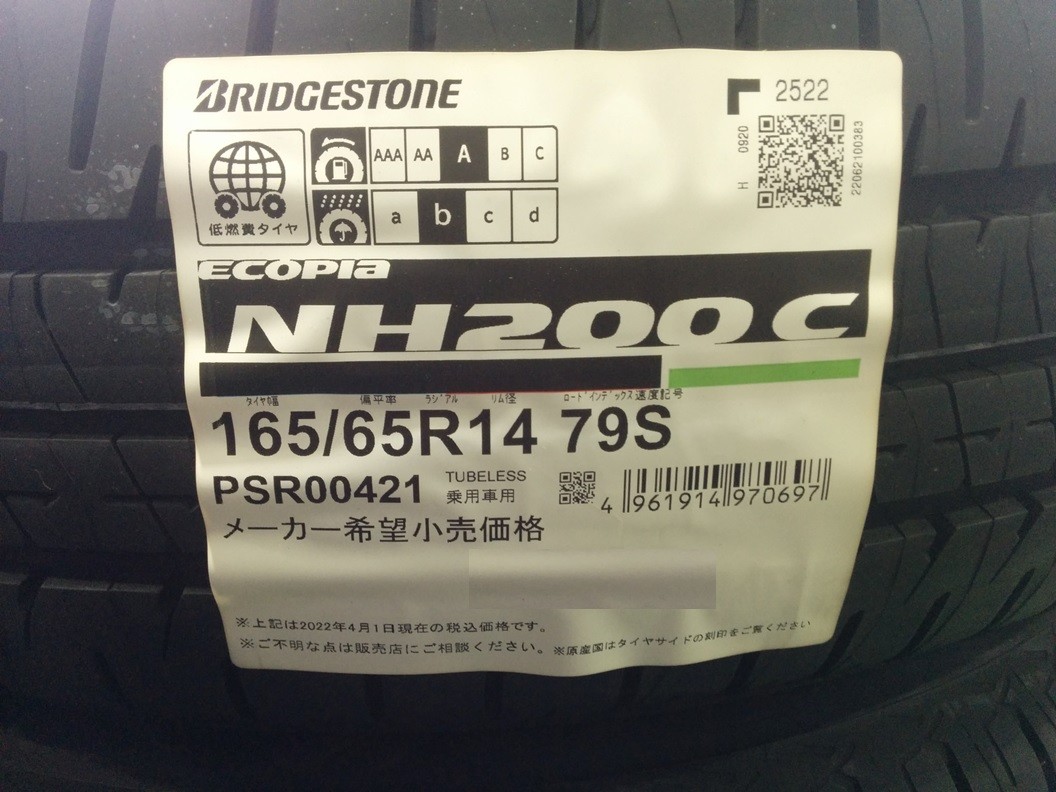 BRIDGESTONE
2522
H 0920
22062100383
AAA AA A B C
a b c d
低燃費タイヤ
ECOPIA
NH200 C
タイヤの幅 偏平率 ラジアル リム径 ロードインデックス 速度記号
165/65R14 79S
PSR00421
TUBELESS
乗用車用
4 961914 970697
メーカー希望小売価格
※上記は2022年4月1日現在の税込価格です。
※ご不明な点は販売店にご相談ください。※原産国はタイヤサイドの刻印をご覧ください